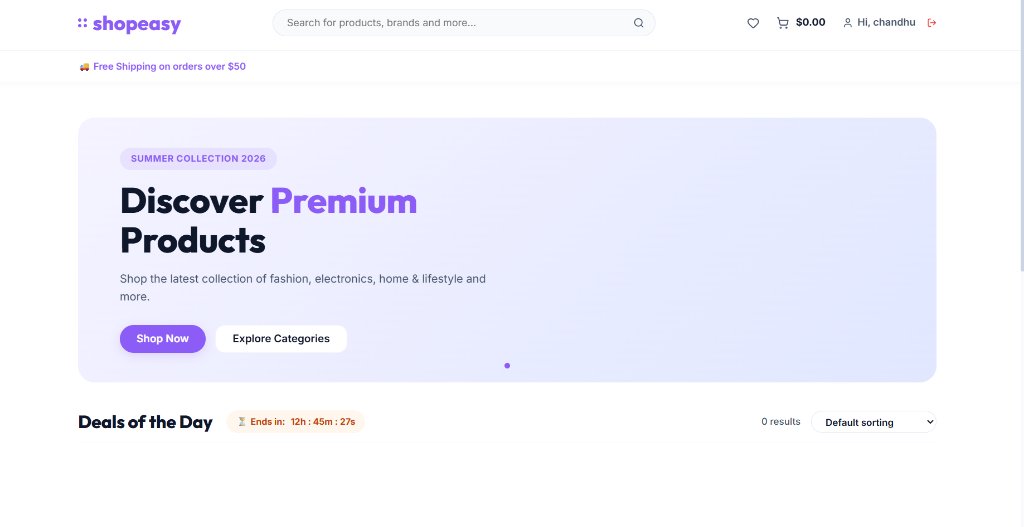 shopeasy
Search for products, brands and more...
$0.00
Hi, chandhu
🚚 Free Shipping on orders over $50
SUMMER COLLECTION 2026
Discover Premium
Products
Shop the latest collection of fashion, electronics, home & lifestyle and
more.
Shop Now
Explore Categories
Deals of the Day
⏳ Ends in: 12h : 45m : 27s
0 results
Default sorting